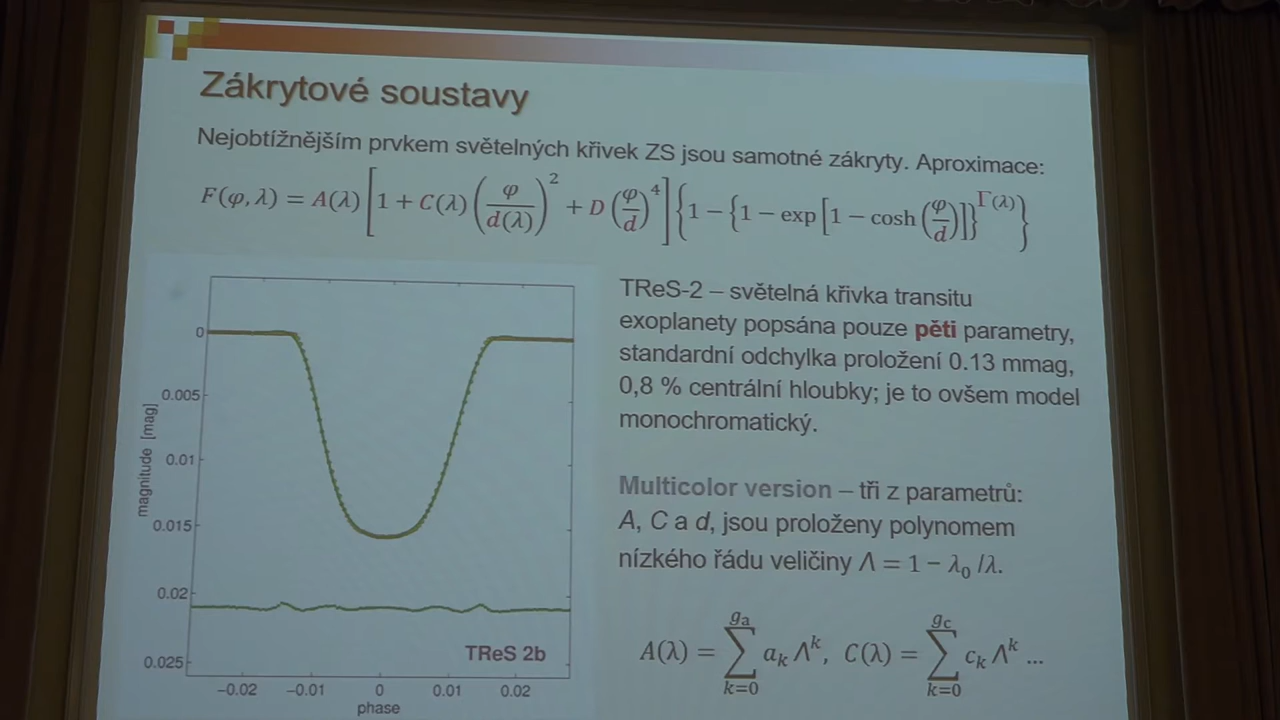 Zákrytové soustavy
Nejobtížnějším prvkem světelných křivek ZS jsou samotné zákryty. Aproximace:
F(φ, λ) = A(λ) [1 + C(λ) (φ/d(λ))² + D (φ/d)⁴] {1 − {1 − exp [1 − cosh (φ/d)]}^Γ(λ)}
TReS-2 – světelná křivka transitu
exoplanety popsána pouze pěti parametry,
standardní odchylka proložení 0.13 mmag,
0,8 % centrální hloubky; je to ovšem model
monochromatický.
Multicolor version – tři z parametrů:
A, C a d, jsou proloženy polynomem
nízkého řádu veličiny Λ = 1 − λ₀ /λ.
A(λ) = ∑_{k=0}^{g_a} a_k Λ^k, C(λ) = ∑_{k=0}^{g_c} c_k Λ^k ...
magnitude [mag]
0
0.005
0.01
0.015
0.02
0.025
TReS 2b
−0.02 −0.01 0 0.01 0.02
phase